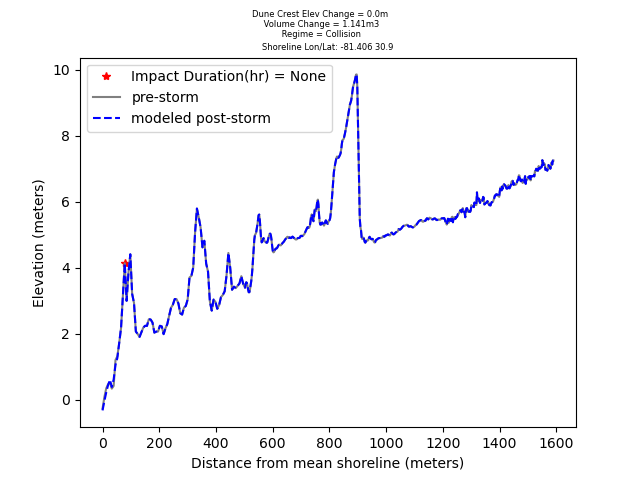 Dune Crest Elev Change = 0.0m
Volume Change = 1.141m3
Regime = Collision
Shoreline Lon/Lat: -81.406 30.9
Impact Duration(hr) = None
pre-storm
modeled post-storm
10
8
6
4
2
0
Elevation (meters)
0 200 400 600 800 1000 1200 1400 1600
Distance from mean shoreline (meters)